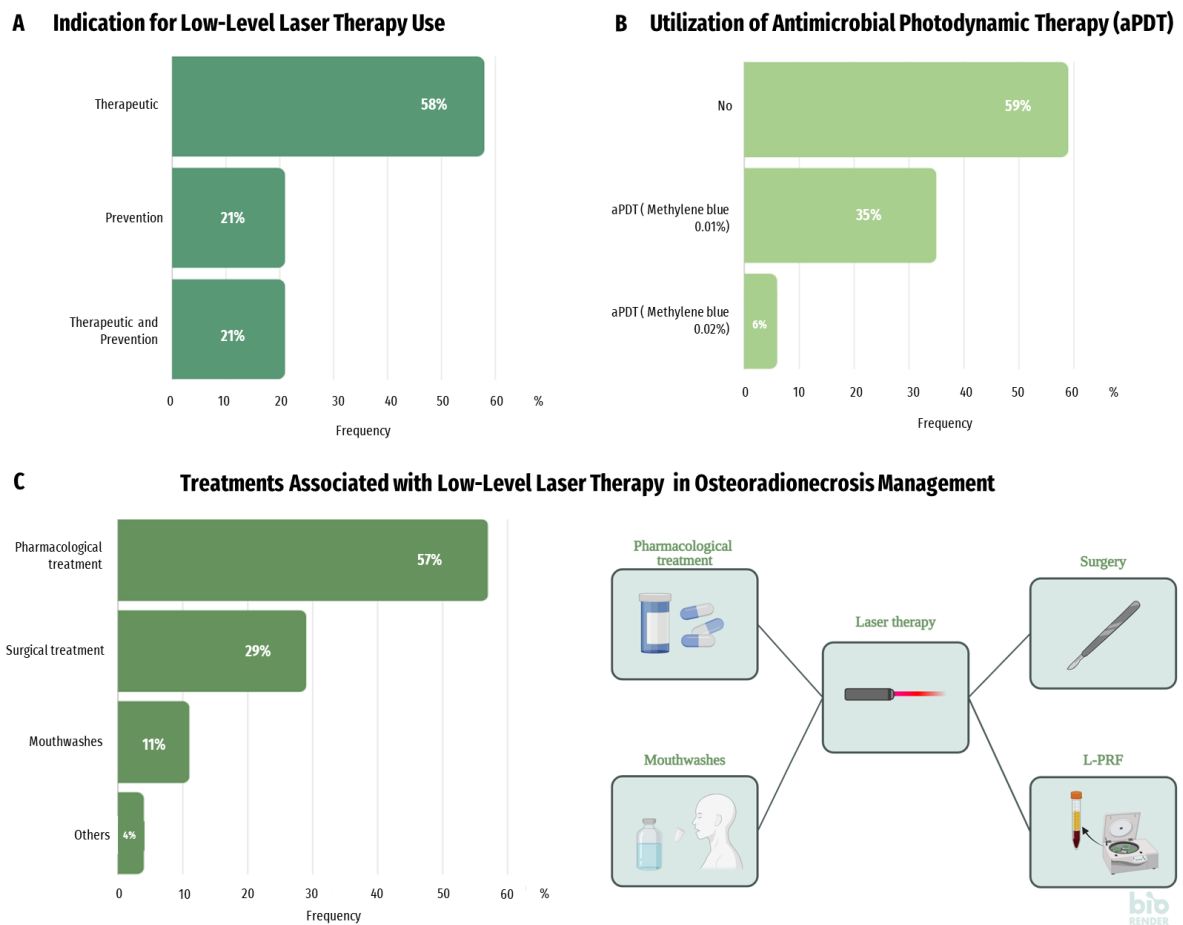 A Indication for Low-Level Laser Therapy Use
Therapeutic
58%
Prevention
21%
Therapeutic and
Prevention
21%
0 10 20 30 40 50 60 %
Frequency
B Utilization of Antimicrobial Photodynamic Therapy (aPDT)
No
59%
aPDT ( Methylene blue
0.01%)
35%
aPDT ( Methylene blue
0.02%)
6%
0 10 20 30 40 50 60 %
Frequency
C Treatments Associated with Low-Level Laser Therapy in Osteoradionecrosis Management
Pharmacological
treatment
57%
Surgical treatment
29%
Mouthwashes
11%
Others
4%
0 10 20 30 40 50 60 %
Frequency
Pharmacological
treatment
Laser therapy
Surgery
Mouthwashes
L-PRF
bio
RENDER